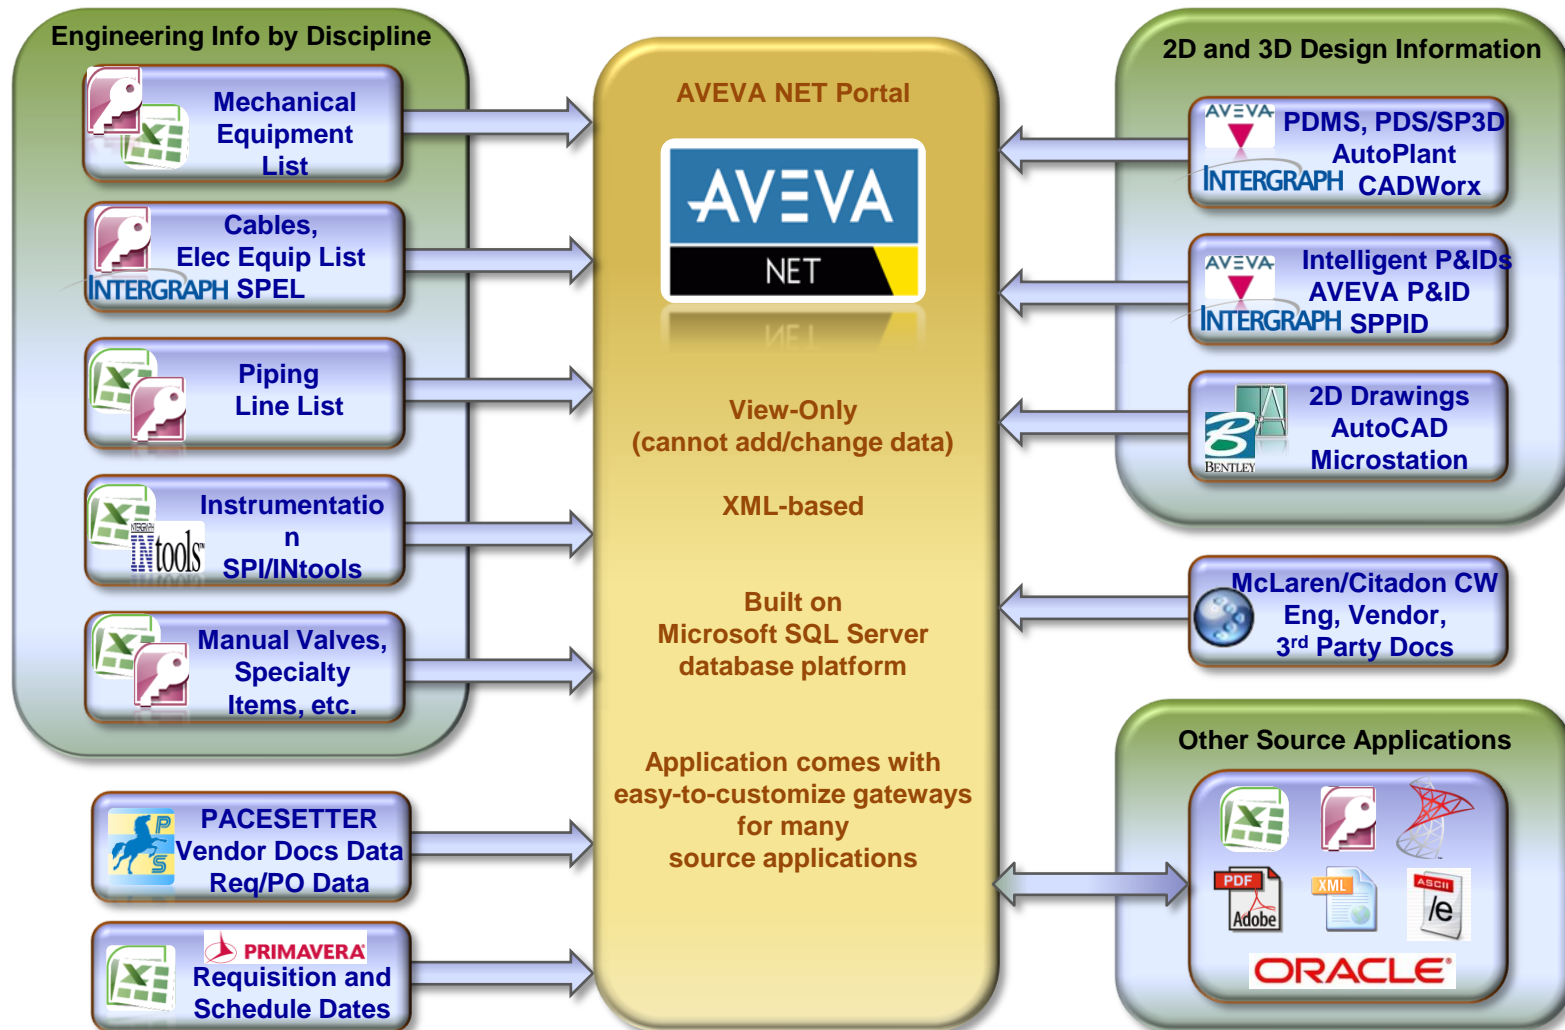 Engineering Info by Discipline
Mechanical
Equipment
List
Cables,
Elec Equip List
INTERGRAPH SPEL
Piping
Line List
Instrumentatio
n
INTERGRAPH
INtools™
SPI/INtools
Manual Valves,
Specialty
Items, etc.
P
S
PACESETTER
Vendor Docs Data
Req/PO Data
PRIMAVERA®
Requisition and
Schedule Dates
AVEVA NET Portal
AVEVA
NET
View-Only
(cannot add/change data)
XML-based
Built on
Microsoft SQL Server
database platform
Application comes with
easy-to-customize gateways
for many
source applications
2D and 3D Design Information
AVEVA
PDMS, PDS/SP3D
AutoPlant
INTERGRAPH CADWorx
AVEVA
Intelligent P&IDs
AVEVA P&ID
INTERGRAPH SPPID
2D Drawings
AutoCAD
Microstation
BENTLEY
McLaren/Citadon CW
Eng, Vendor,
3rd Party Docs
Other Source Applications
PDF
Adobe
XML
ASCII
/e
ORACLE®